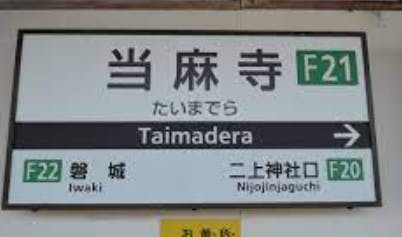 当麻寺 F21
たいまでら
Taimadera →
F22 磐城 二上神社口 F20
Iwaki Nijojinjaguchi